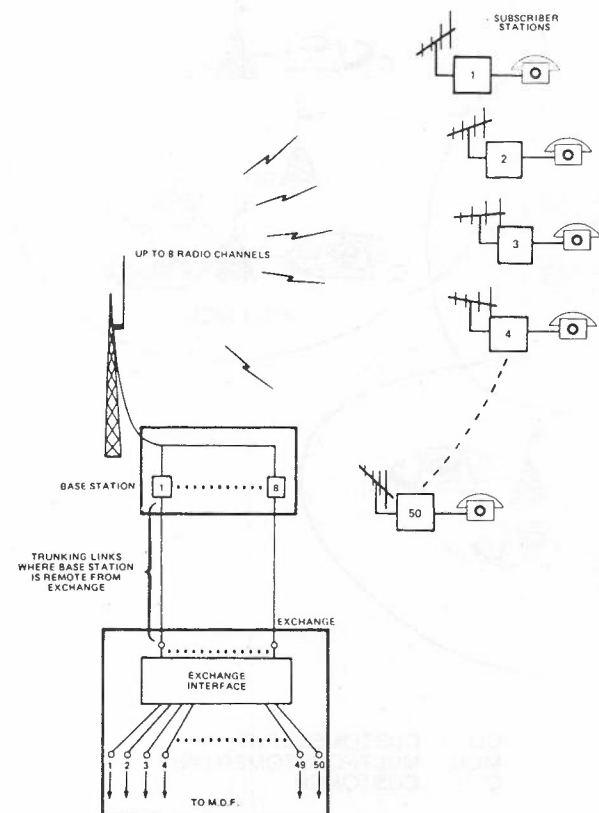 SUBSCRIBER
STATIONS
1
2
3
UP TO 8 RADIO CHANNELS
4
BASE STATION
1
8
50
TRUNKING LINKS
WHERE BASE STATION
IS REMOTE FROM
EXCHANGE
EXCHANGE
EXCHANGE
INTERFACE
1 2 3 4 49 50
TO M.D.F.